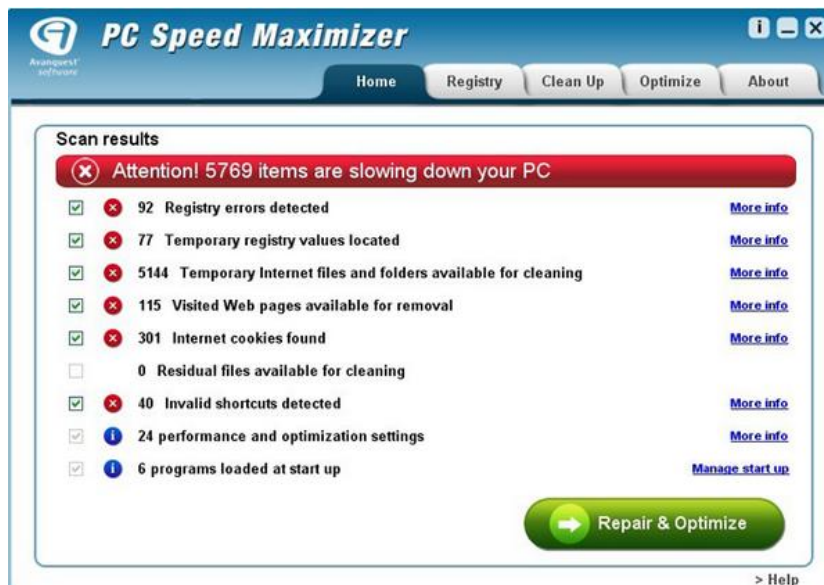 PC Speed Maximizer
Avanquest
software
Home Registry Clean Up Optimize About
Scan results
Attention! 5769 items are slowing down your PC
92 Registry errors detected More info
77 Temporary registry values located More info
5144 Temporary Internet files and folders available for cleaning More info
115 Visited Web pages available for removal More info
301 Internet cookies found More info
0 Residual files available for cleaning
40 Invalid shortcuts detected More info
24 performance and optimization settings More info
6 programs loaded at start up Manage start up
Repair & Optimize
> Help